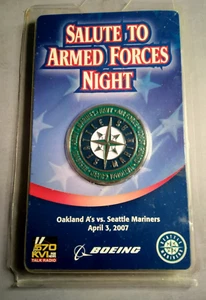 SALUTE TO
ARMED FORCES
NIGHT
Oakland A's vs. Seattle Mariners
April 3, 2007
570
KVI
TALK RADIO
BOEING